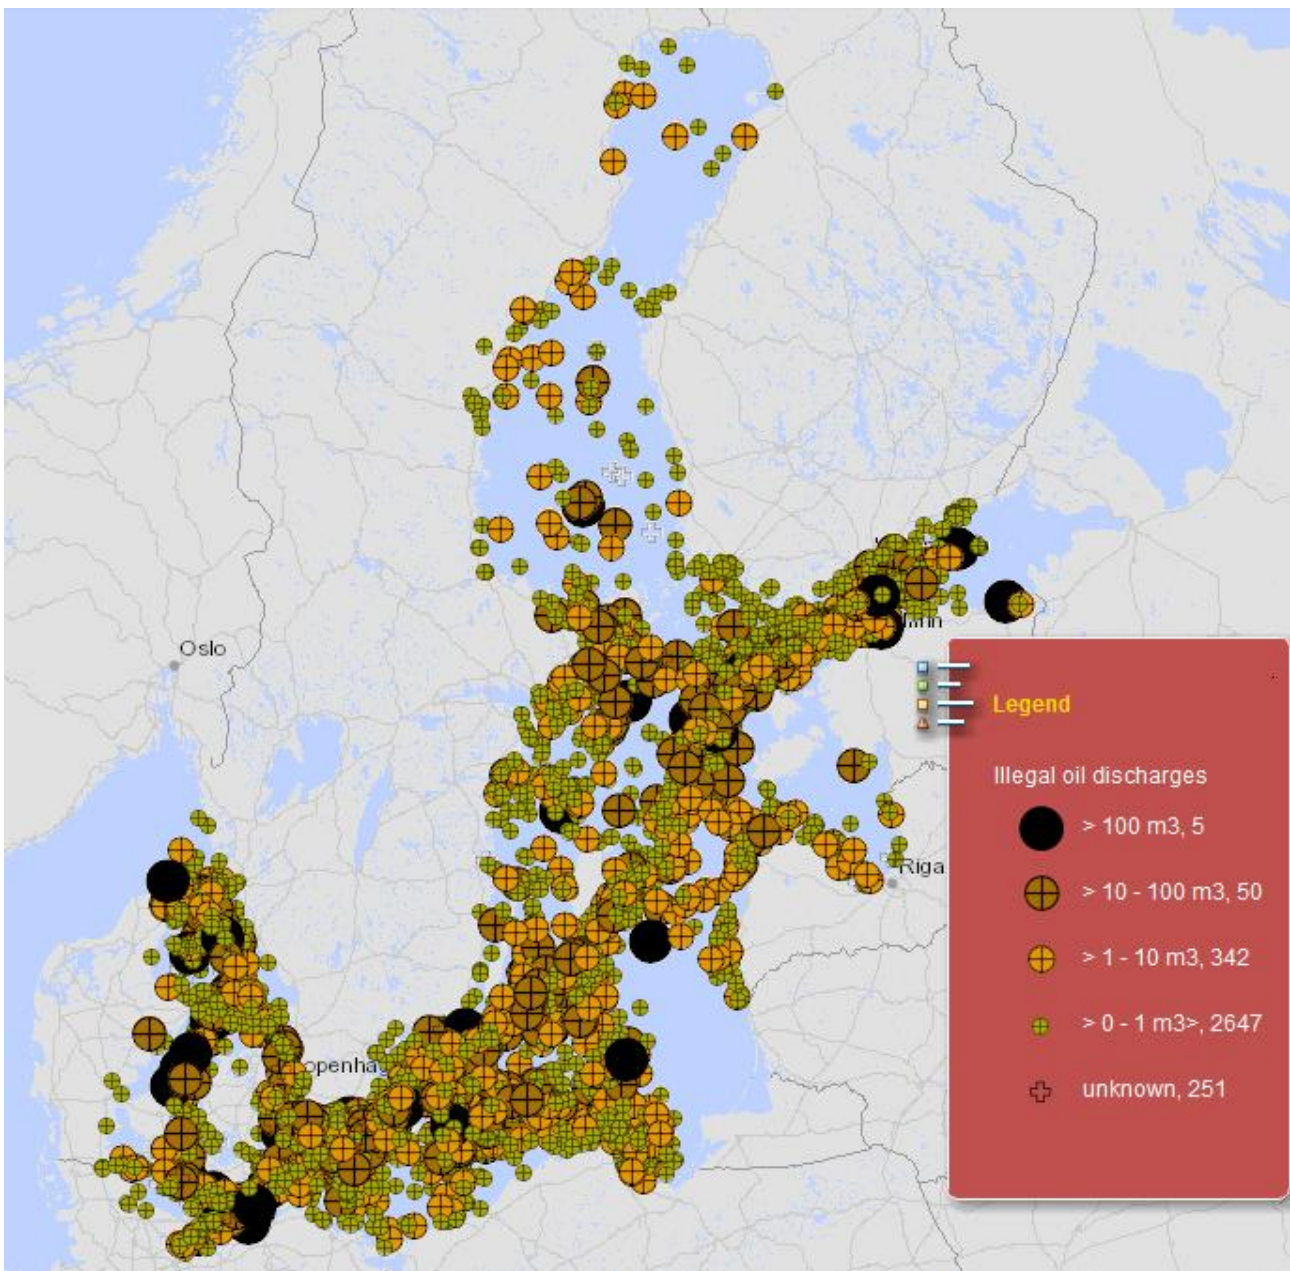 Oslo
Legend
Illegal oil discharges
> 100 m3, 5
Riga
> 10 - 100 m3, 50
> 1 - 10 m3, 342
> 0 - 1 m3>, 2647
openha
unknown, 251